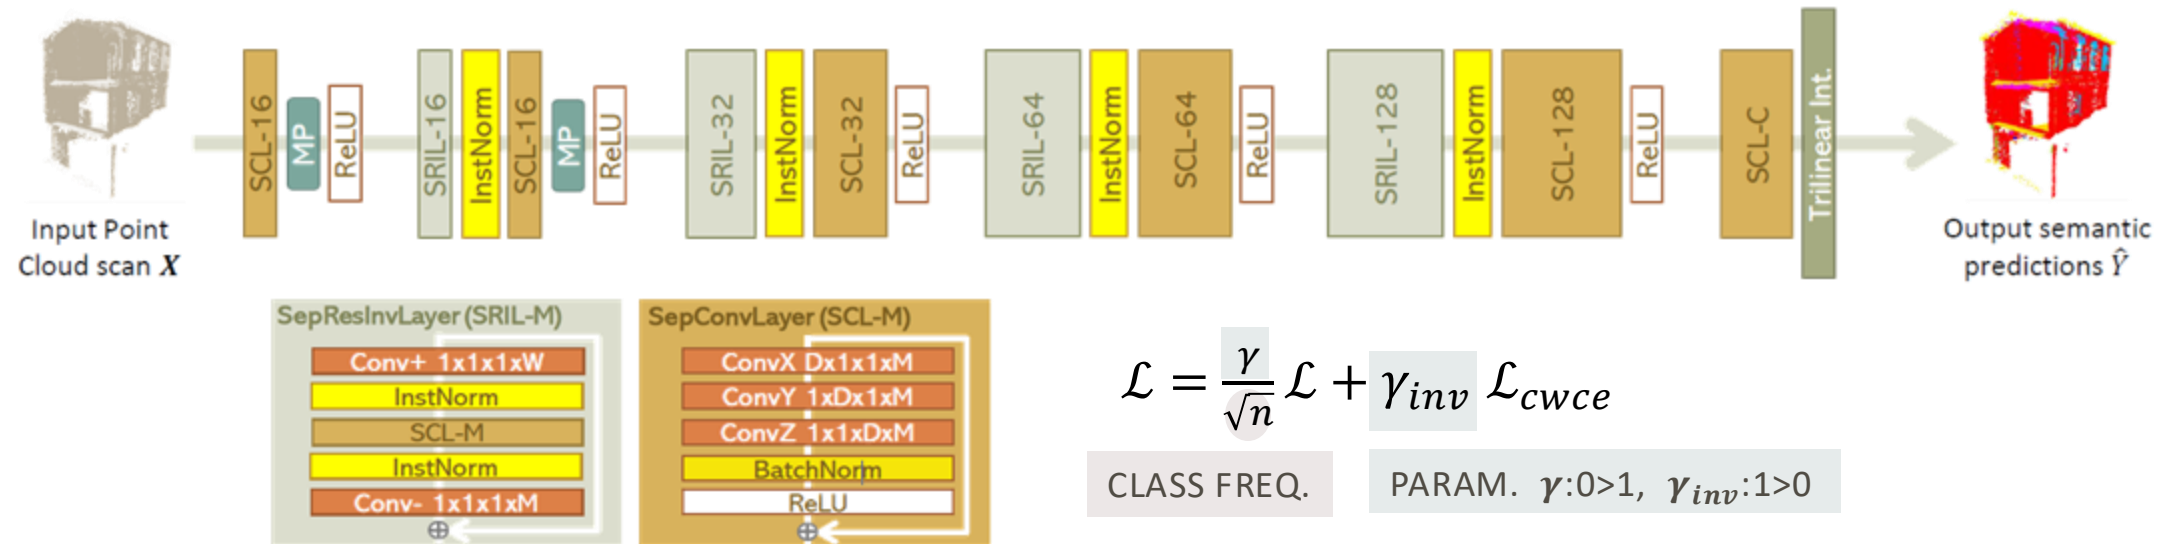 SCL-16
MP
ReLU
SRIL-16
InstNorm
SCL-16
MP
ReLU
SRIL-32
InstNorm
SCL-32
ReLU
SRIL-64
InstNorm
SCL-64
ReLU
SRIL-128
InstNorm
SCL-128
ReLU
SCL-C
Trilinear Int.
Input Point
Cloud scan X
Output semantic
predictions Ŷ
SepResInvLayer (SRIL-M)
Conv+ 1x1x1xW
InstNorm
SCL-M
InstNorm
Conv- 1x1x1xM
SepConvLayer (SCL-M)
ConvX Dx1x1xM
ConvY 1xDx1xM
ConvZ 1x1xDxM
BatchNorm
ReLU
ℒ = γ/√n ℒ + γ_inv ℒ_cwce
CLASS FREQ.
PARAM. γ:0>1, γ_inv:1>0